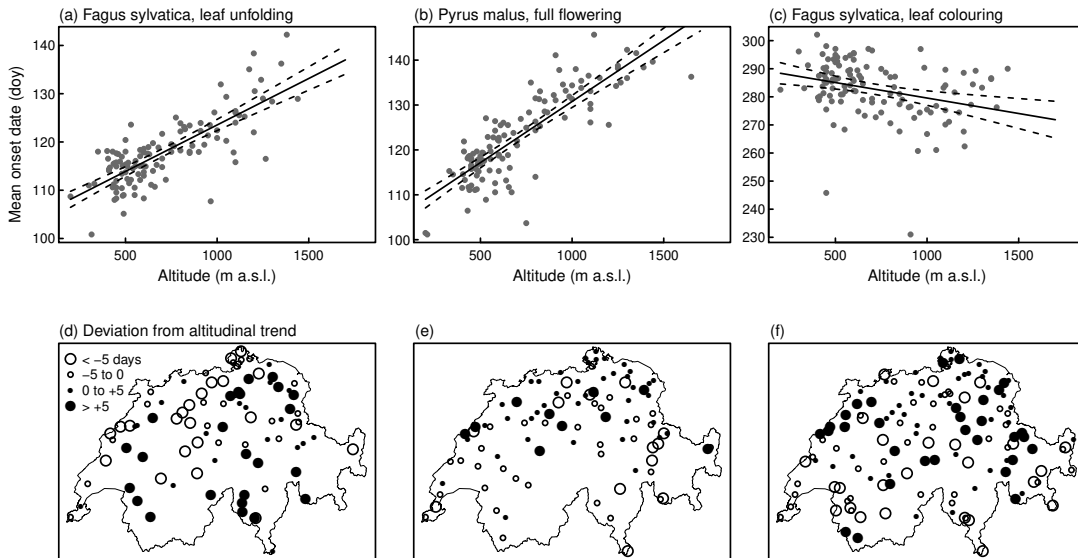 (a) Fagus sylvatica, leaf unfolding
(b) Pyrus malus, full flowering
(c) Fagus sylvatica, leaf colouring
Mean onset date (doy)
140
130
120
110
100
500
1000
1500
Altitude (m a.s.l.)
140
130
120
110
100
500
1000
1500
Altitude (m a.s.l.)
300
290
280
270
260
250
240
230
500
1000
1500
Altitude (m a.s.l.)
(d) Deviation from altitudinal trend
< −5 days
−5 to 0
0 to +5
> +5
(e)
(f)